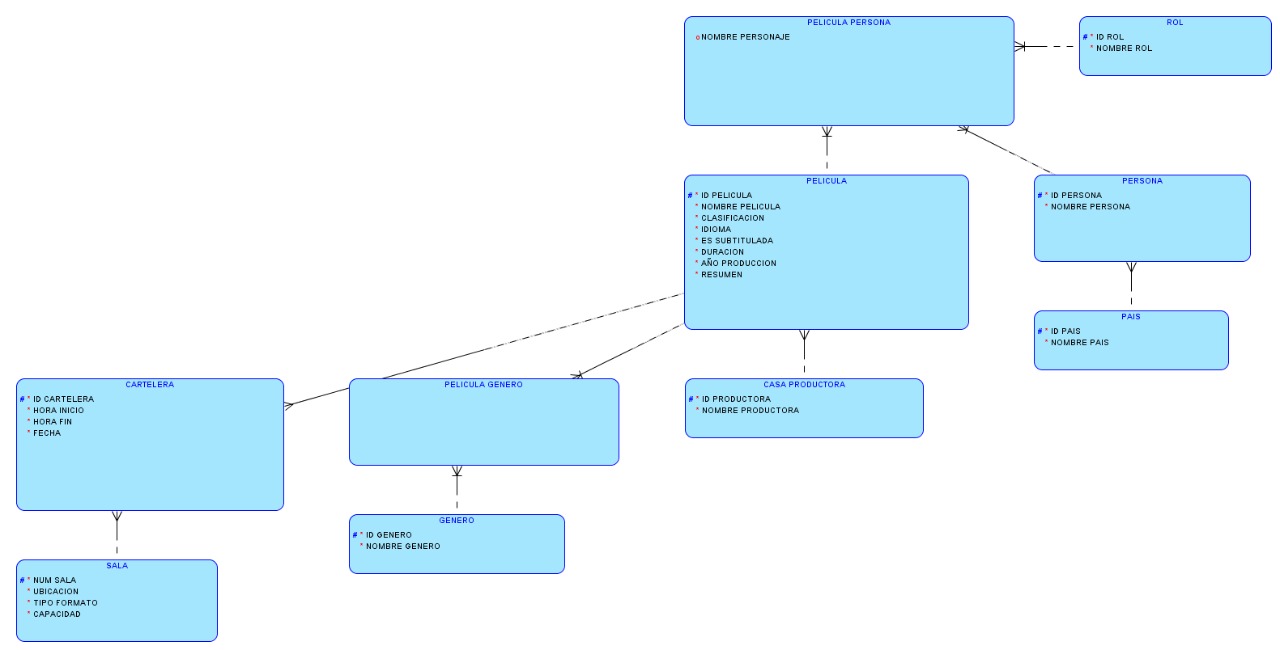 PELICULA PERSONA
o NOMBRE PERSONAJE
ROL
# * ID ROL
* NOMBRE ROL
PELICULA
# * ID PELICULA
* NOMBRE PELICULA
* CLASIFICACION
* IDIOMA
* ES SUBTITULADA
* DURACION
* AÑO PRODUCCION
* RESUMEN
PERSONA
# * ID PERSONA
* NOMBRE PERSONA
PAIS
# * ID PAIS
* NOMBRE PAIS
CARTELERA
# * ID CARTELERA
* HORA INICIO
* HORA FIN
* FECHA
PELICULA GENERO
CASA PRODUCTORA
# * ID PRODUCTORA
* NOMBRE PRODUCTORA
GENERO
# * ID GENERO
* NOMBRE GENERO
SALA
# * NUM SALA
* UBICACION
* TIPO FORMATO
* CAPACIDAD